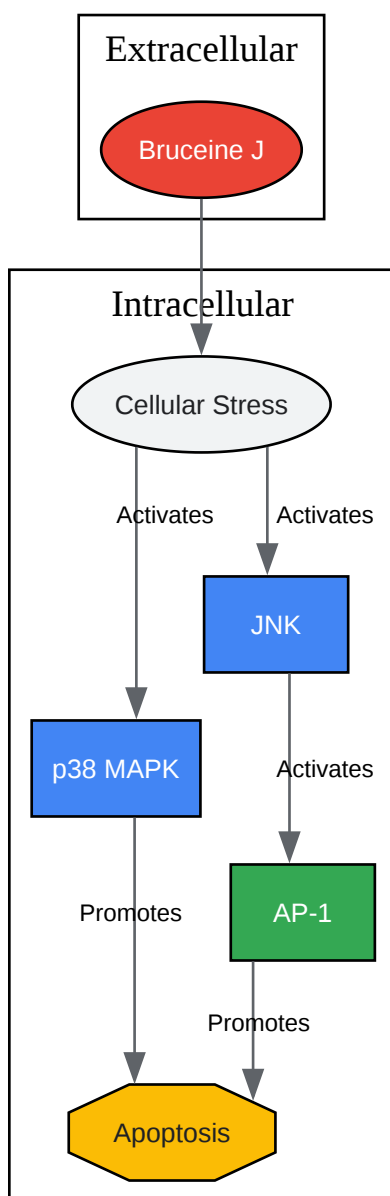 Extracellular
Bruceine J
Intracellular
Cellular Stress
Activates
Activates
JNK
p38 MAPK
Activates
AP-1
Promotes
Promotes
Apoptosis